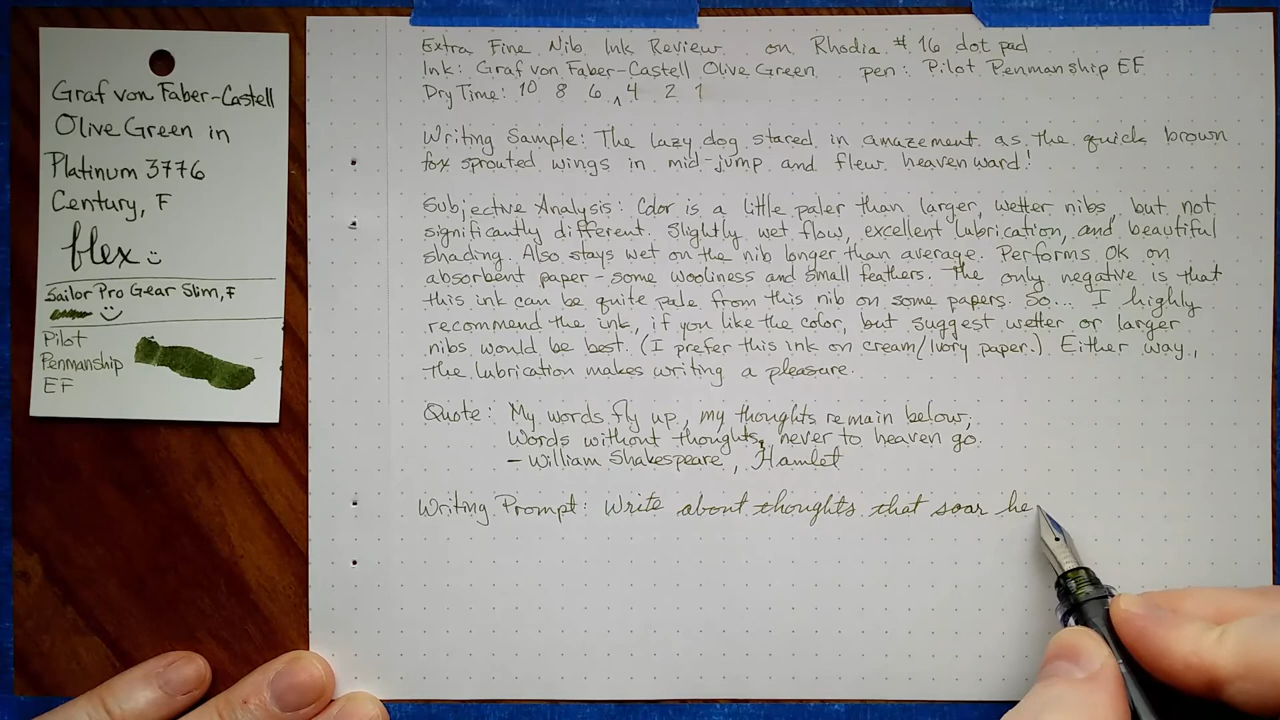 Graf von Faber-Castell
Olive Green in
Platinum 3776
Century, F
flex
Sailor Pro Gear Slim, F
Pilot
Penmanship
EF
Extra Fine Nib Ink Review on Rhodia #16 dot pad
Ink: Graf von Faber-Castell Olive Green pen: Pilot Penmanship EF
Dry Time: 10 8 6 ^ 4 2 1
Writing Sample: The lazy dog stared in amazement as the quick brown
fox sprouted wings in mid-jump and flew heavenward!
Subjective Analysis: Color is a little paler than larger, wetter nibs, but not
significantly different. Slightly wet flow, excellent lubrication, and beautiful
shading. Also stays wet on the nib longer than average. Performs Ok on
absorbent paper - some wooliness and small feathers. The only negative is that
this ink can be quite pale from this nib on some papers. So... I highly
recommend the ink, if you like the color, but suggest wetter or larger
nibs would be best. (I prefer this ink on cream/ivory paper.) Either way,
the lubrication makes writing a pleasure.
Quote: My words fly up, my thoughts remain below;
Words without thoughts, never to heaven go.
- William Shakespeare, Hamlet
Writing Prompt: Write about thoughts that soar he